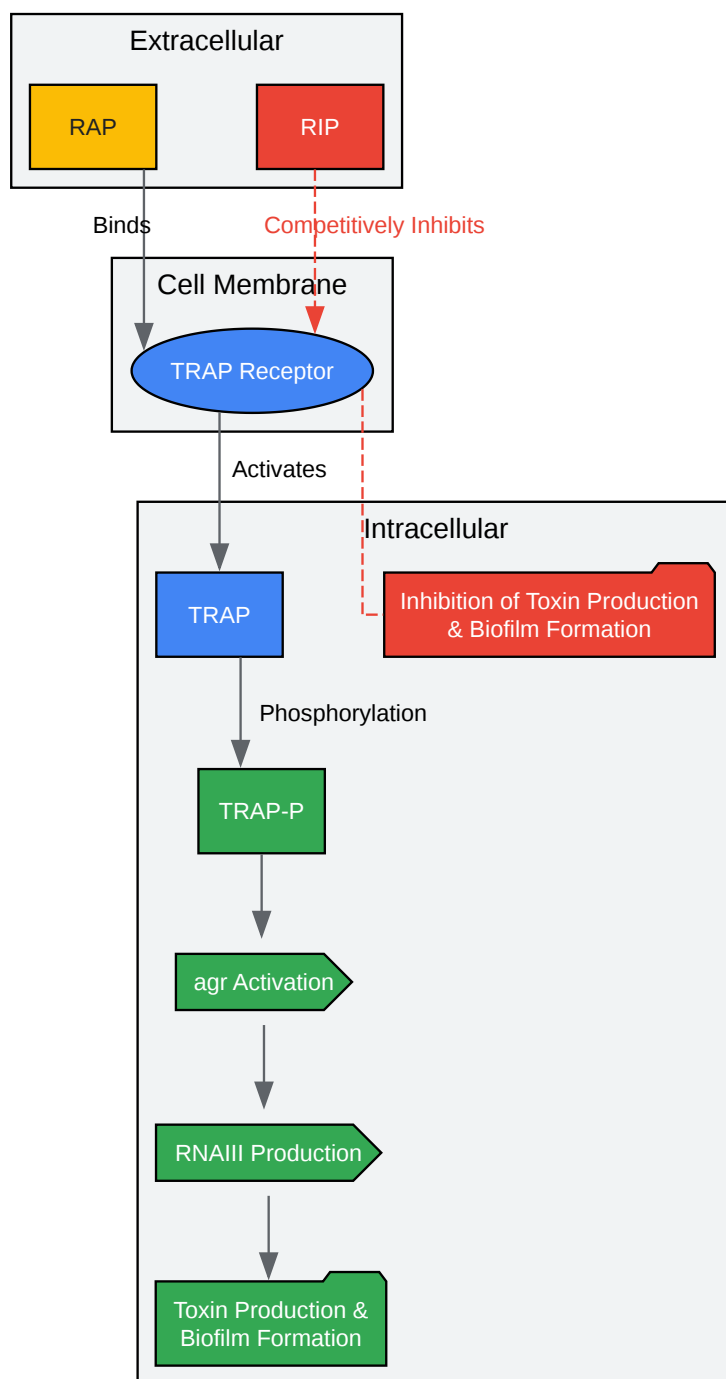 Extracellular
RAP
RIP
Binds
Competitively Inhibits
Cell Membrane
TRAP Receptor
Activates
Intracellular
TRAP
Inhibition of Toxin Production
& Biofilm Formation
Phosphorylation
TRAP-P
agr Activation
RNAIII Production
Toxin Production &
Biofilm Formation